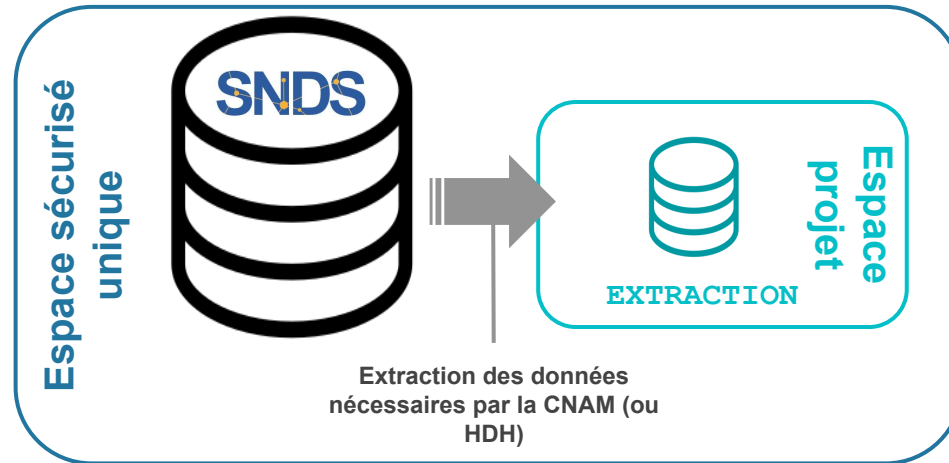 Espace sécurisé
unique
SNDS
Espace
projet
EXTRACTION
Extraction des données
nécessaires par la CNAM (ou
HDH)